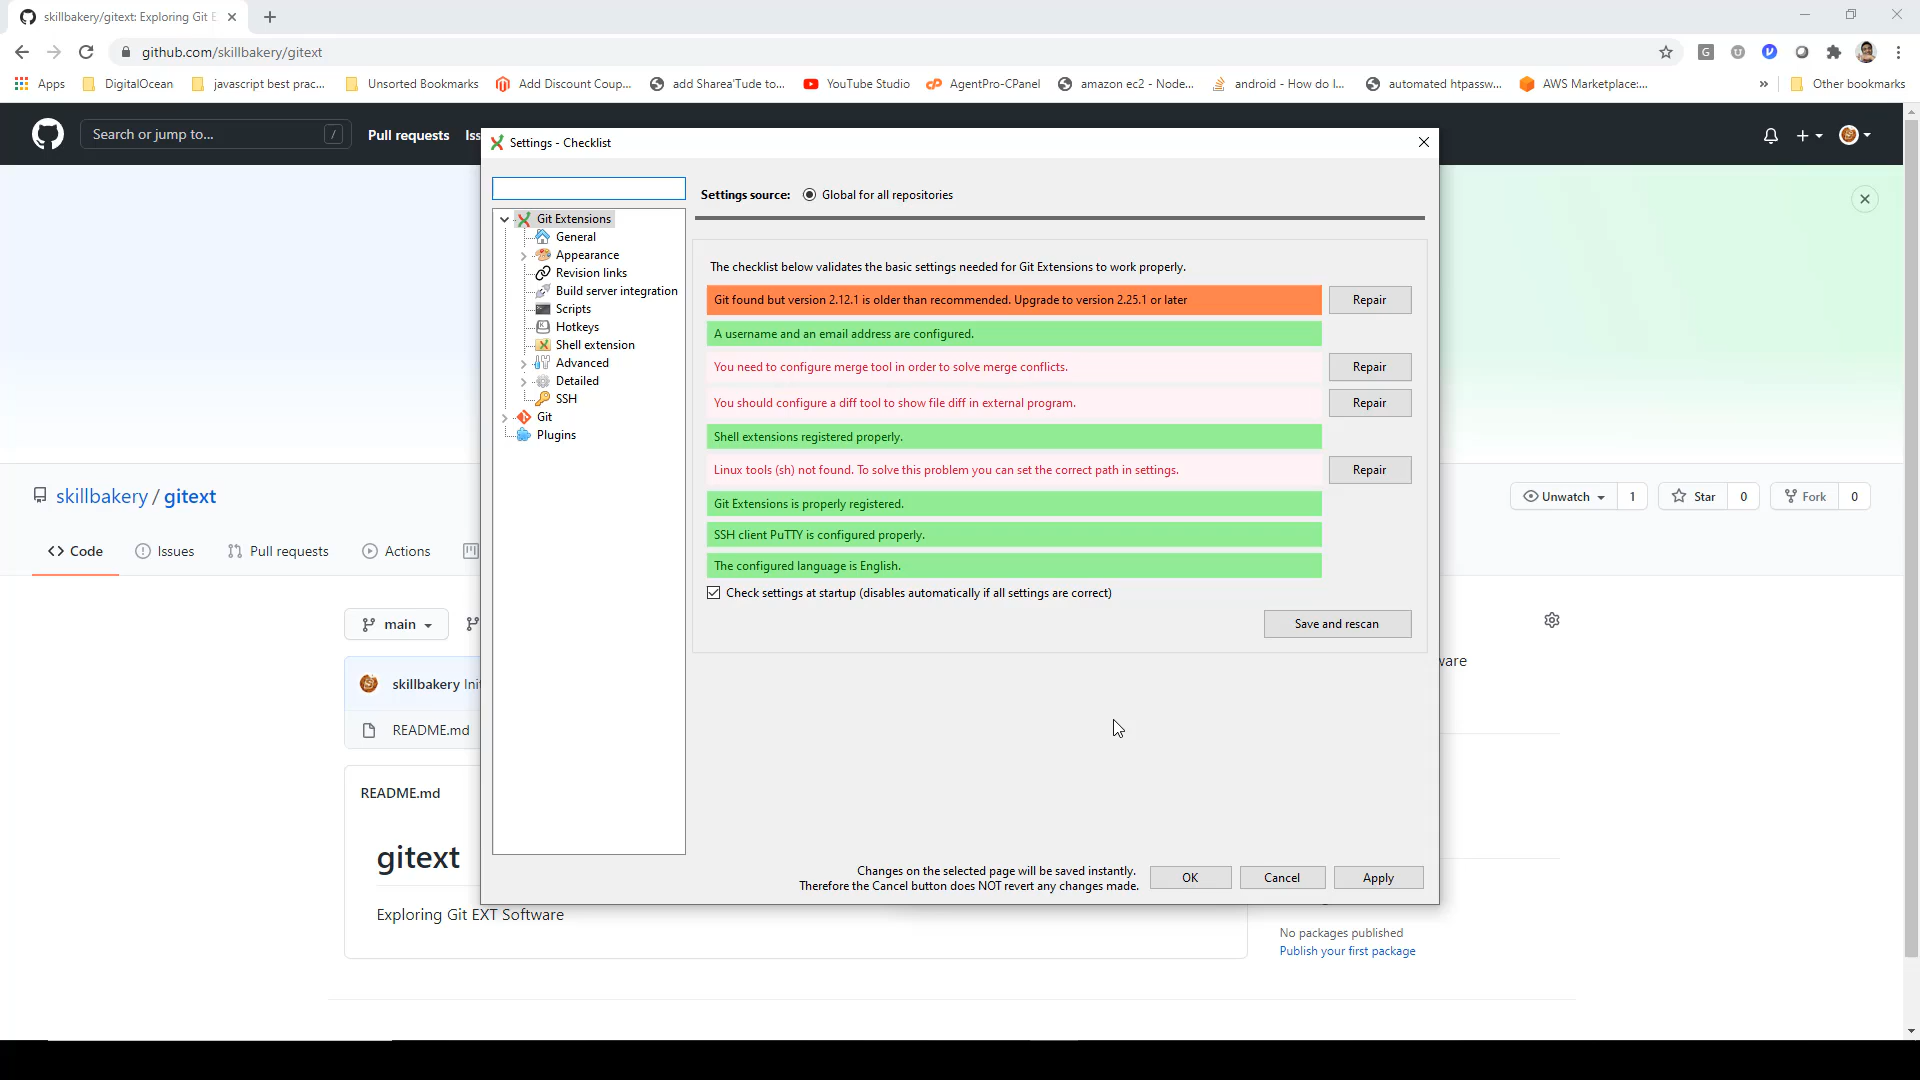 skillbakery/gitext: Exploring Git E
github.com/skillbakery/gitext
Apps
DigitalOcean
javascript best prac...
Unsorted Bookmarks
Add Discount Coup...
add Sharea'Tude to...
YouTube Studio
AgentPro-CPanel
amazon ec2 - Node...
android - How do I...
automated htpassw...
AWS Marketplace:...
»
Other bookmarks
Search or jump to...
/
Pull requests
Iss
Settings - Checklist
Settings source:
Global for all repositories
Git Extensions
General
Appearance
Revision links
Build server integration
Scripts
Hotkeys
Shell extension
Advanced
Detailed
SSH
Git
Plugins
The checklist below validates the basic settings needed for Git Extensions to work properly.
Git found but version 2.12.1 is older than recommended. Upgrade to version 2.25.1 or later
Repair
A username and an email address are configured.
You need to configure merge tool in order to solve merge conflicts.
Repair
You should configure a diff tool to show file diff in external program.
Repair
Shell extensions registered properly.
Linux tools (sh) not found. To solve this problem you can set the correct path in settings.
Repair
Git Extensions is properly registered.
SSH client PuTTY is configured properly.
The configured language is English.
Check settings at startup (disables automatically if all settings are correct)
Save and rescan
Changes on the selected page will be saved instantly.
Therefore the Cancel button does NOT revert any changes made.
OK
Cancel
Apply
skillbakery / gitext
Unwatch
1
Star
0
Fork
0
Code
Issues
Pull requests
Actions
main
skillbakery Ini
README.md
README.md
gitext
Exploring Git EXT Software
ware
No packages published
Publish your first package